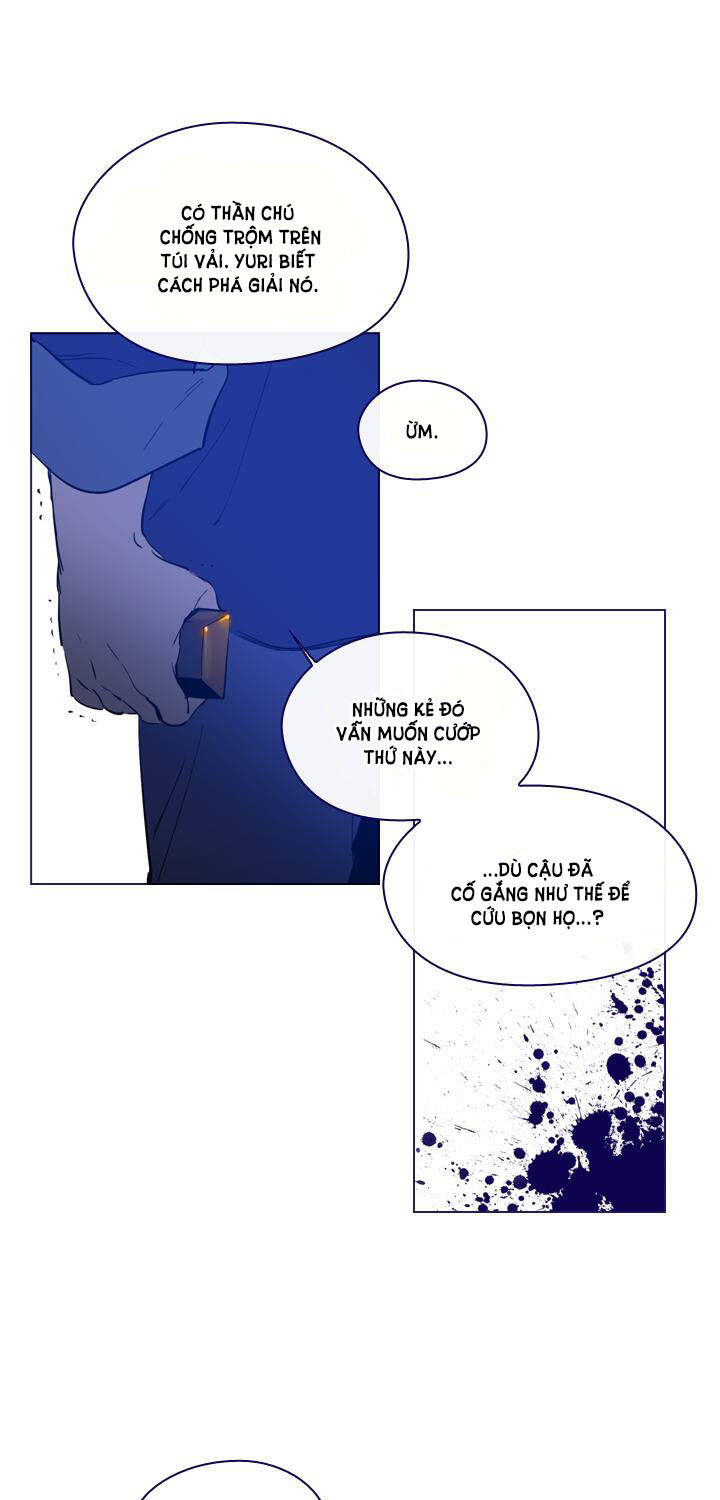 CÓ THẦN CHÚ
CHỐNG TRỘM TRÊN
TÚI VẢI. YURI BIẾT
CÁCH PHÁ GIẢI NÓ.
ỪM.
NHỮNG KẺ ĐÓ
VẪN MUỐN CƯỚP
THỨ NÀY...
...DÙ CẬU ĐÃ
CỐ GẮNG NHƯ THẾ ĐỂ
CỨU BỌN HỌ...?